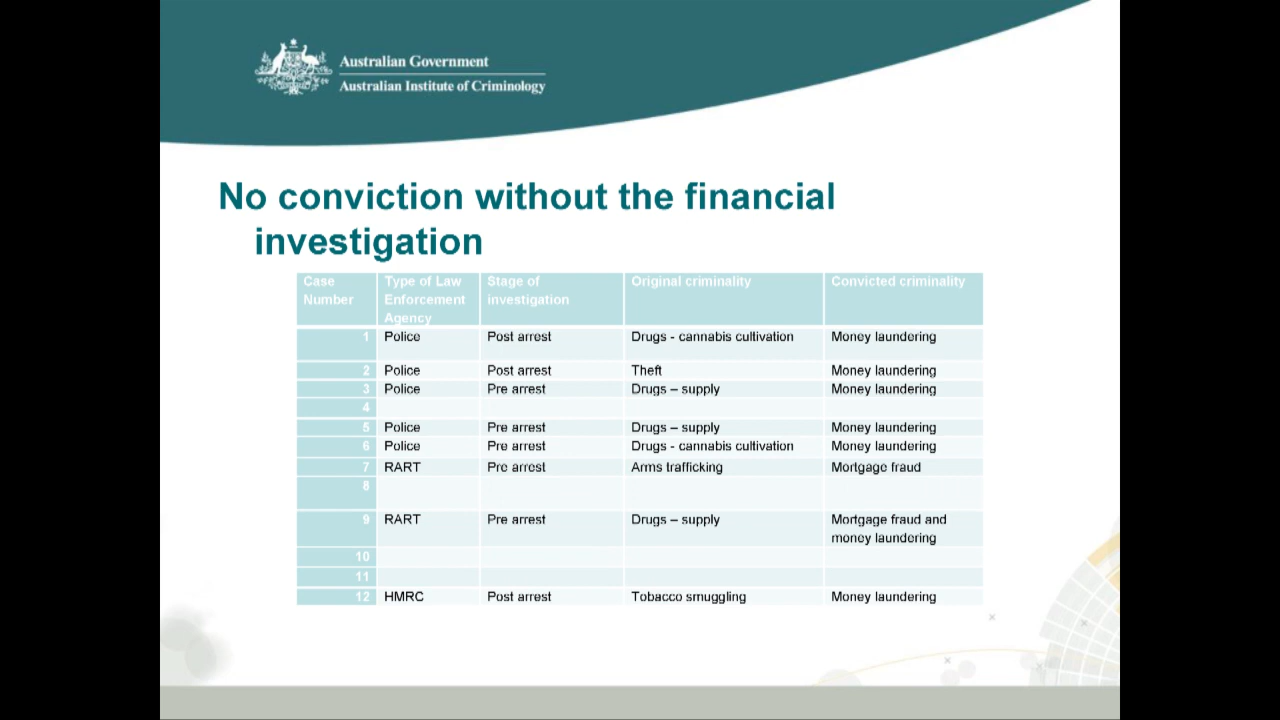 Australian Government
Australian Institute of Criminology
No conviction without the financial
investigation
Case Number Type of Law Enforcement Agency Stage of investigation Original criminality Convicted criminality
1 Police Post arrest Drugs - cannabis cultivation Money laundering
2 Police Post arrest Theft Money laundering
3 Police Pre arrest Drugs – supply Money laundering
4
5 Police Pre arrest Drugs – supply Money laundering
6 Police Pre arrest Drugs - cannabis cultivation Money laundering
7 RART Pre arrest Arms trafficking Mortgage fraud
8
9 RART Pre arrest Drugs – supply Mortgage fraud and
money laundering
10
11
12 HMRC Post arrest Tobacco smuggling Money laundering